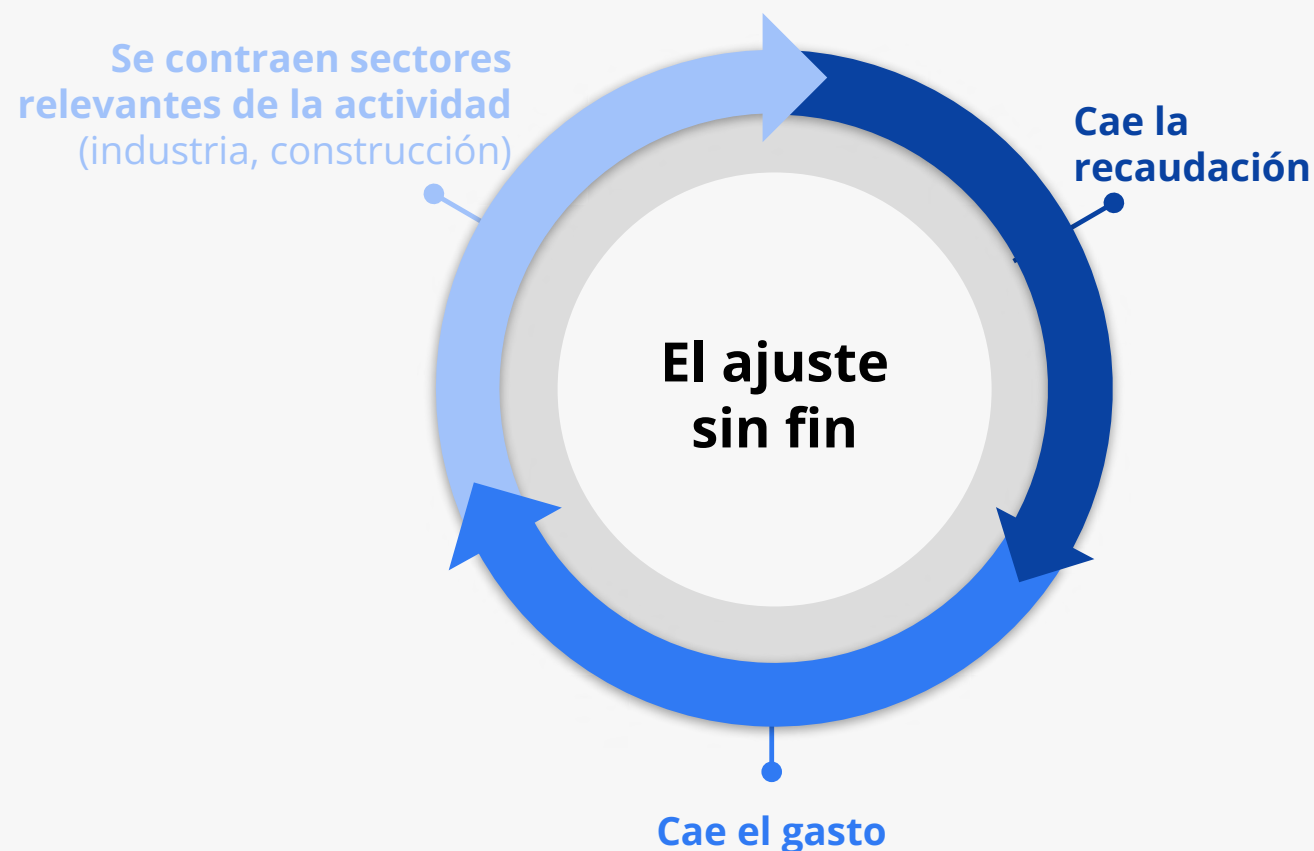 Se contraen sectores
relevantes de la actividad
(industria, construcción)
Cae la
recaudación
El ajuste
sin fin
Cae el gasto